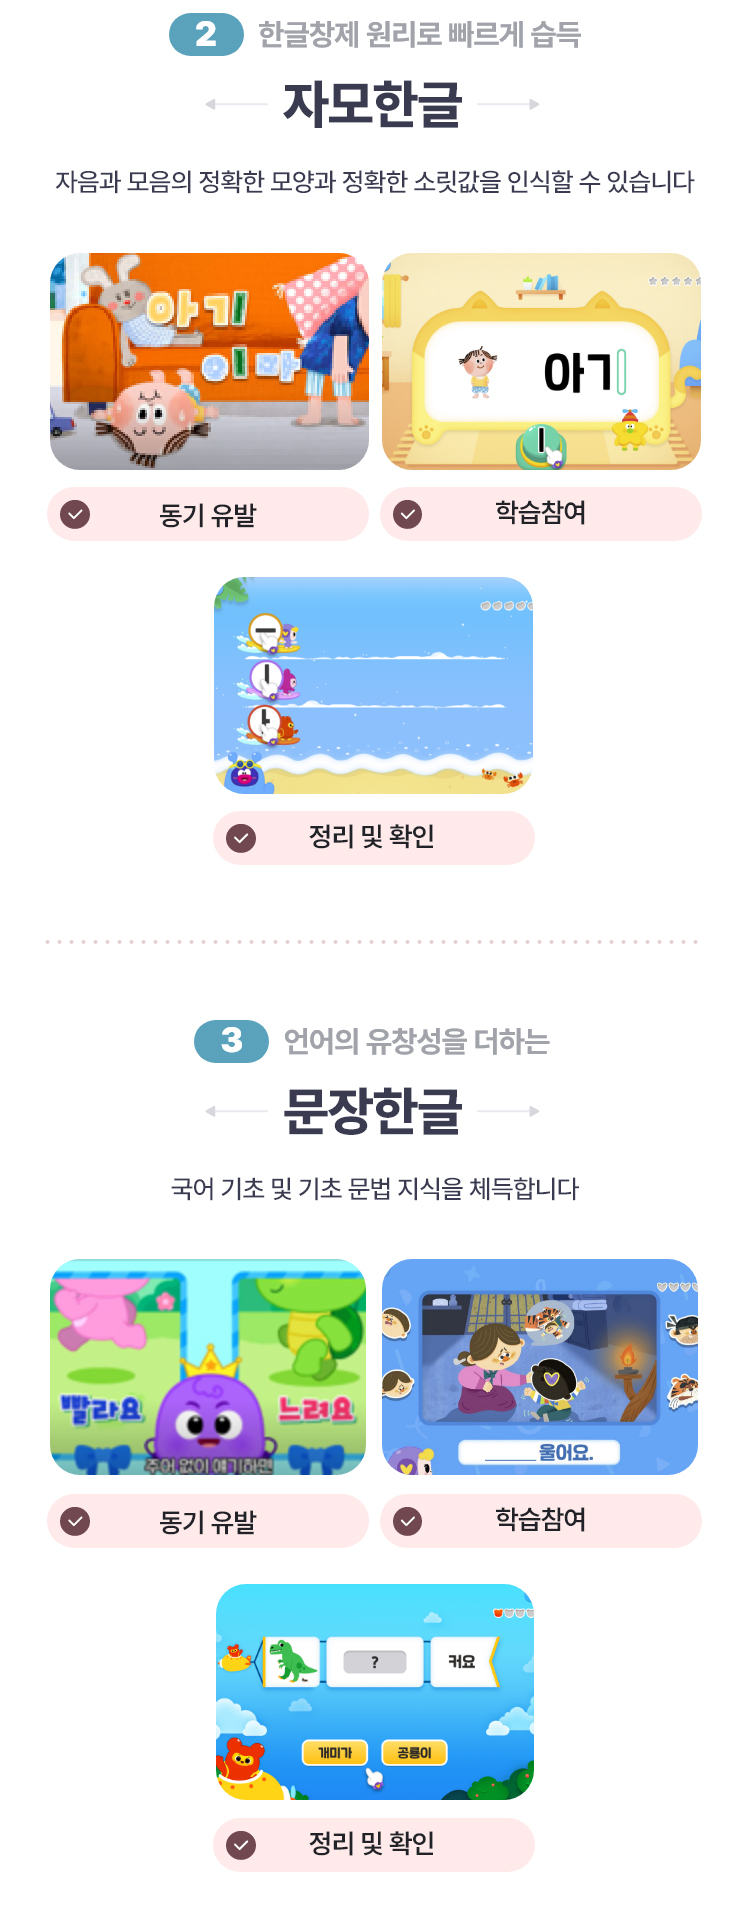 2 한글창제 원리로 빠르게 습득
자모한글
자음과 모음의 정확한 모양과 정확한 소릿값을 인식할 수 있습니다
아기
이마
아기
ㅣ
동기 유발
학습참여
ㅡ
ㅣ
ㅏ
정리 및 확인
3 언어의 유창성을 더하는
문장한글
국어 기초 및 기초 문법 지식을 체득합니다
빨라요
느려요
주어 없이 얘기하면
______ 울어요.
동기 유발
학습참여
?
커요
개미가
공룡이
정리 및 확인